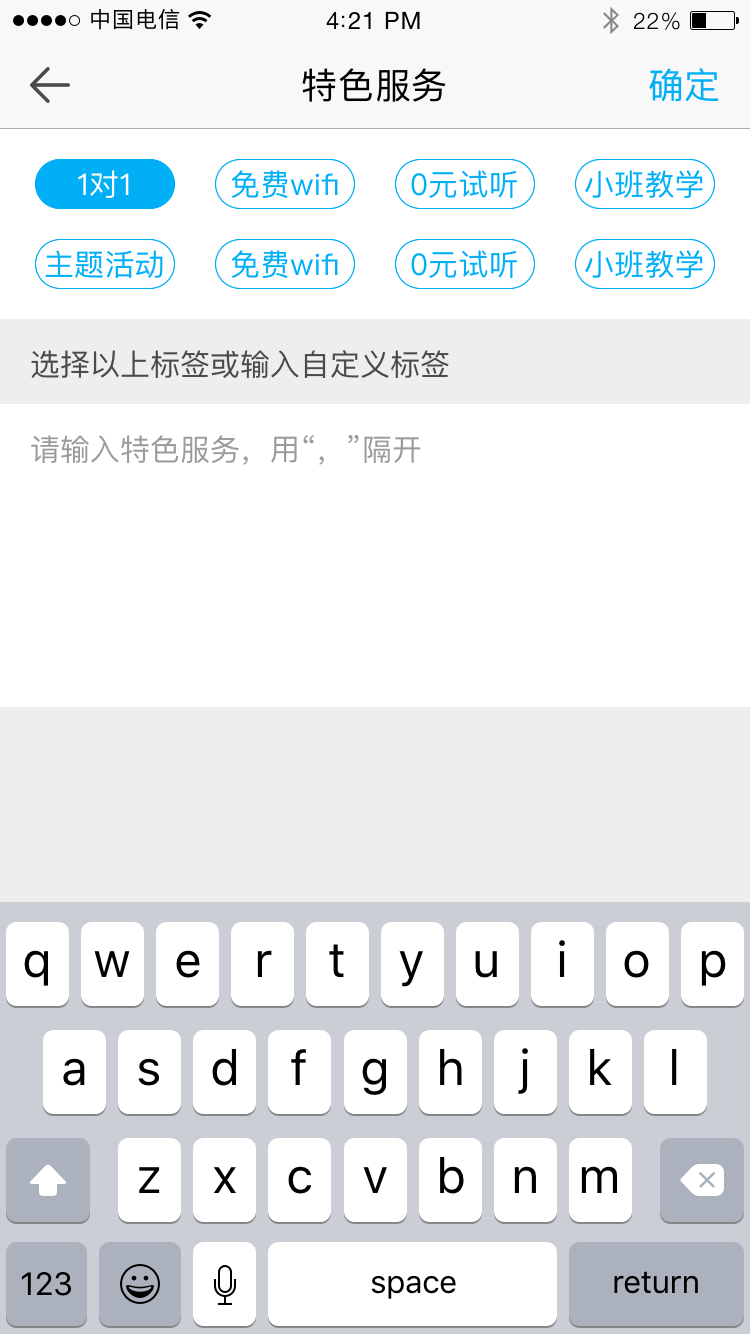 中国电信 4:21 PM 22%
特色服务 确定
1对1 免费wifi 0元试听 小班教学
主题活动 免费wifi 0元试听 小班教学
选择以上标签或输入自定义标签
请输入特色服务，用“，”隔开
q w e r t y u i o p
a s d f g h j k l
z x c v b n m
123 space return